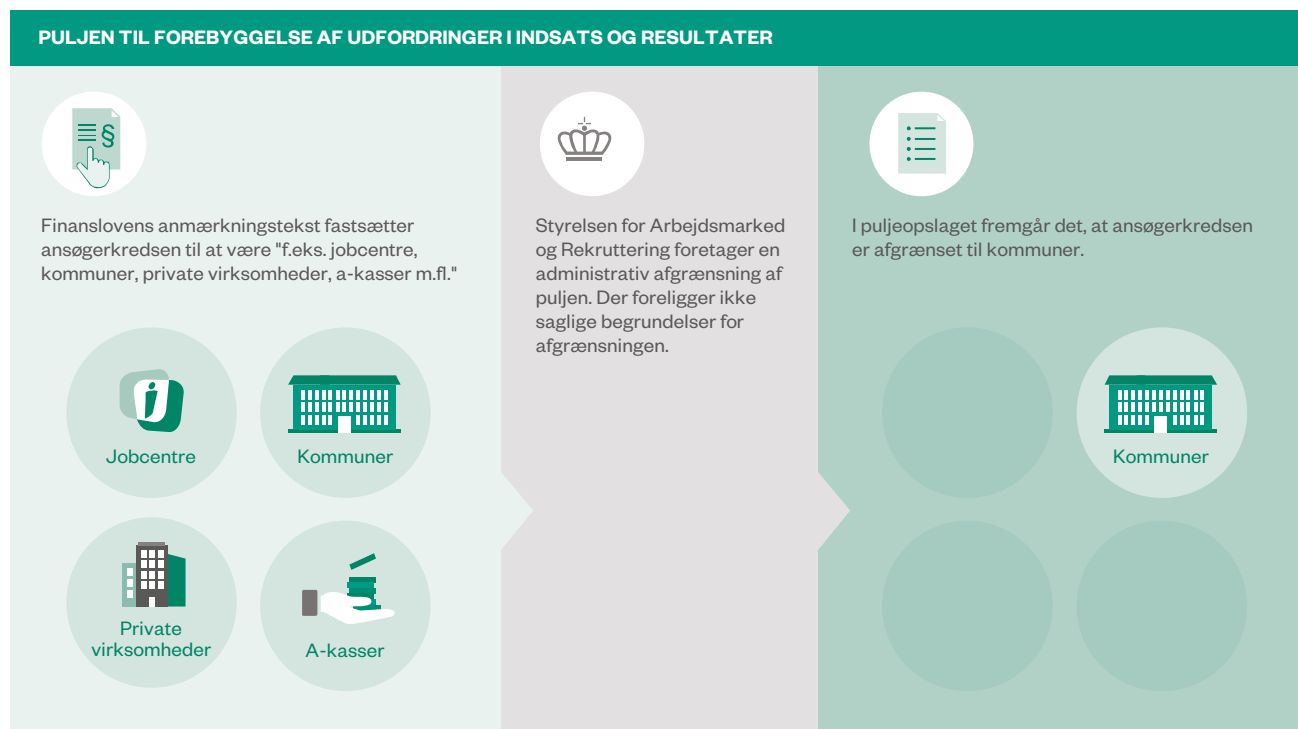 PULJEN TIL FOREBYGGELSE AF UDFORDRINGER I INDSATS OG RESULTATER
§
Finanslovens anmærkningstekst fastsætter
ansøgerkredsen til at være "f.eks. jobcentre,
kommuner, private virksomheder, a-kasser m.fl."
Jobcentre
Kommuner
Private
virksomheder
A-kasser
Styrelsen for Arbejdsmarked
og Rekruttering foretager en
administrativ afgrænsning af
puljen. Der foreligger ikke
saglige begrundelser for
afgrænsningen.
I puljeopslaget fremgår det, at ansøgerkredsen
er afgrænset til kommuner.
Kommuner